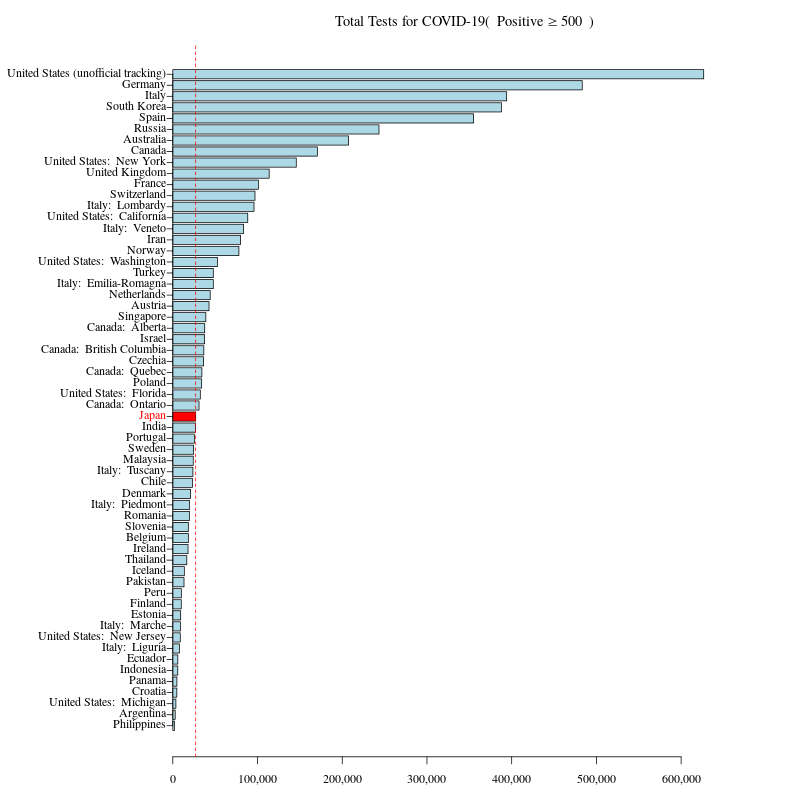 Total Tests for COVID-19(  Positive ≥ 500  )
United States (unofficial tracking)
Germany
Italy
South Korea
Spain
Russia
Australia
Canada
United States:  New York
United Kingdom
France
Switzerland
Italy:  Lombardy
United States:  California
Italy:  Veneto
Iran
Norway
United States:  Washington
Turkey
Italy:  Emilia-Romagna
Netherlands
Austria
Singapore
Canada:  Alberta
Israel
Canada:  British Columbia
Czechia
Canada:  Quebec
Poland
United States:  Florida
Canada:  Ontario
Japan
India
Portugal
Sweden
Malaysia
Italy:  Tuscany
Chile
Denmark
Italy:  Piedmont
Romania
Slovenia
Belgium
Ireland
Thailand
Iceland
Pakistan
Peru
Finland
Estonia
Italy:  Marche
United States:  New Jersey
Italy:  Liguria
Ecuador
Indonesia
Panama
Croatia
United States:  Michigan
Argentina
Philippines
0 100,000 200,000 300,000 400,000 500,000 600,000